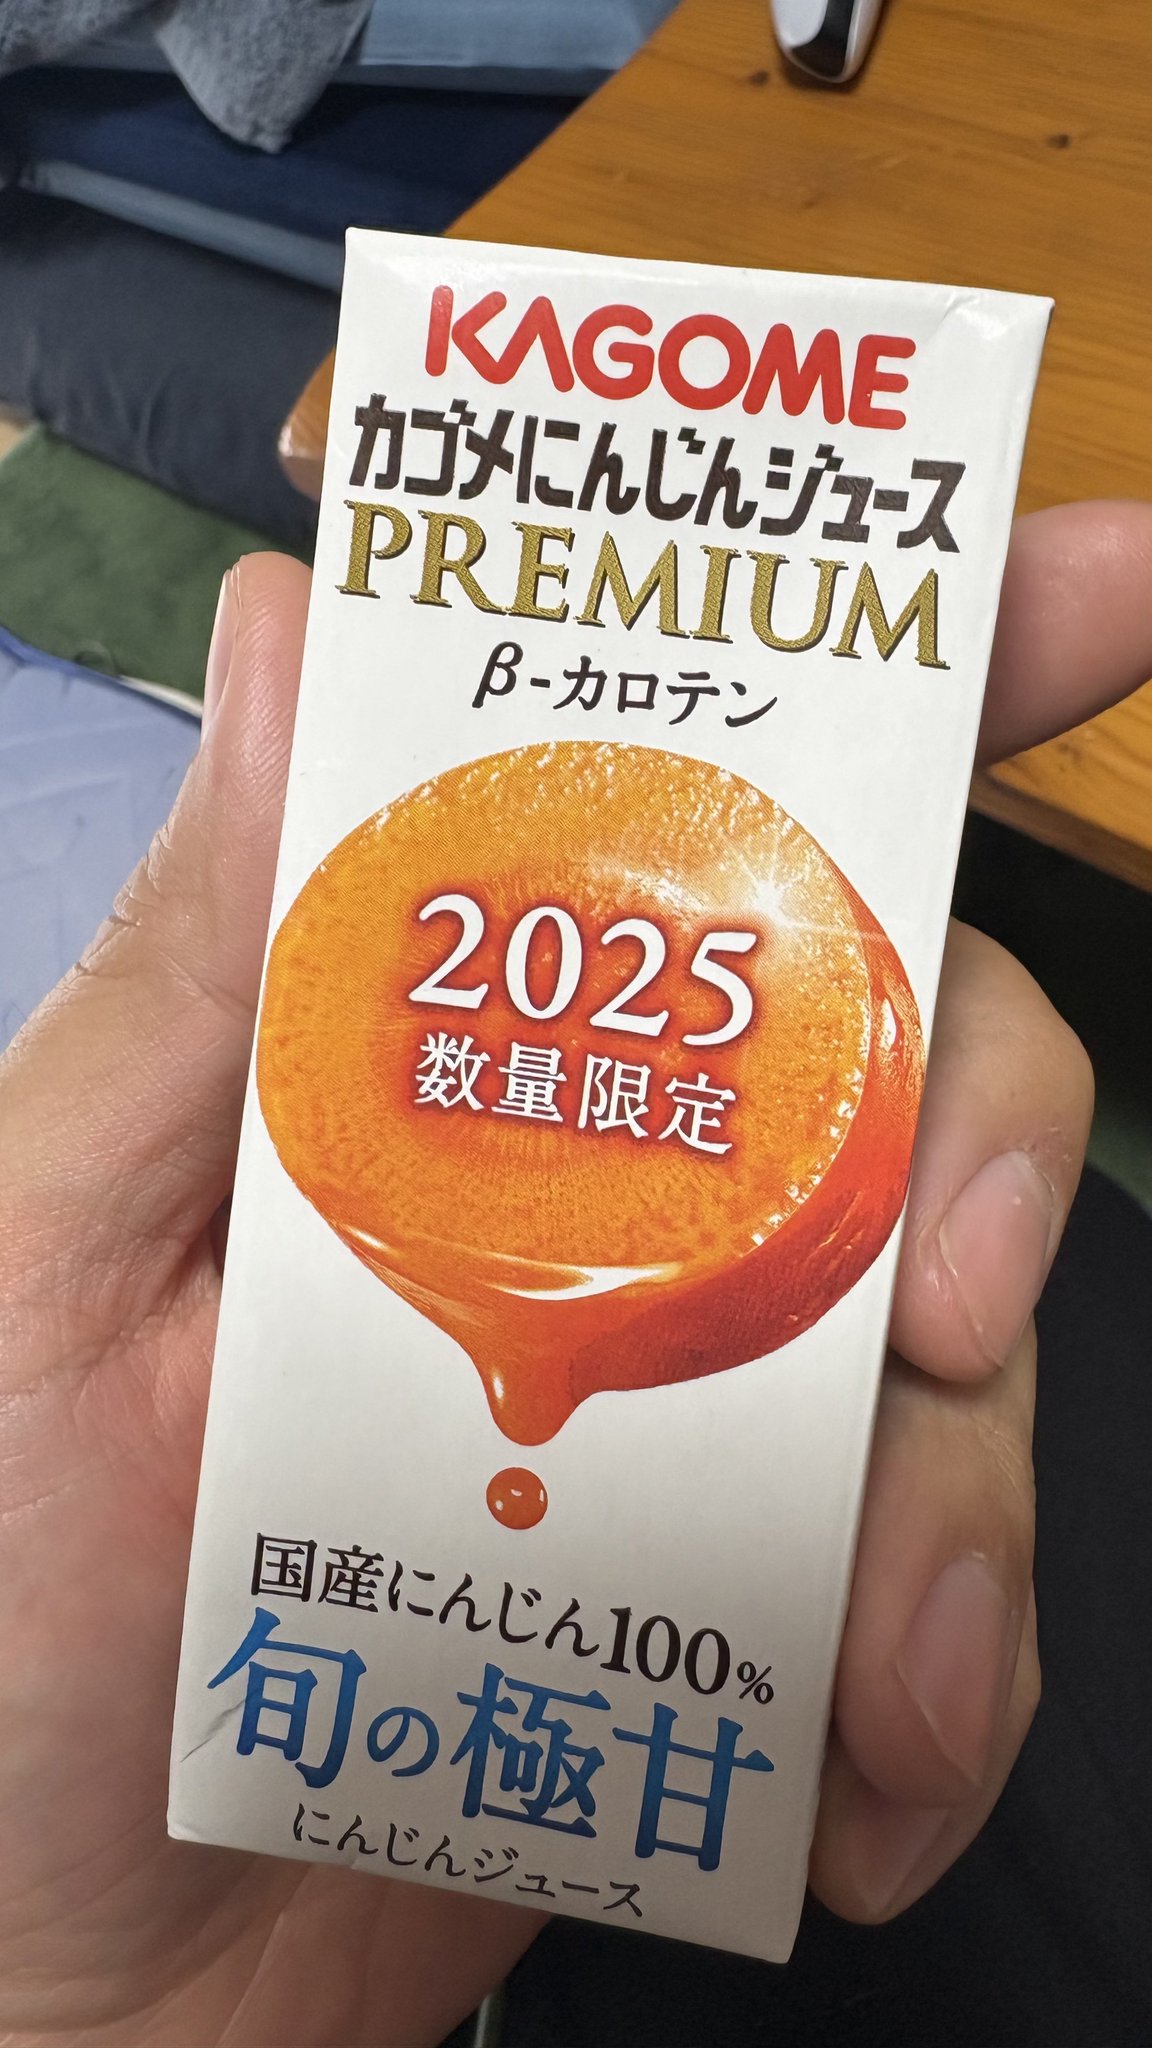 KAGOME
カゴメにんじんジュース
PREMIUM
β-カロテン
2025
数量限定
国産にんじん100%
旬の極甘
にんじんジュース